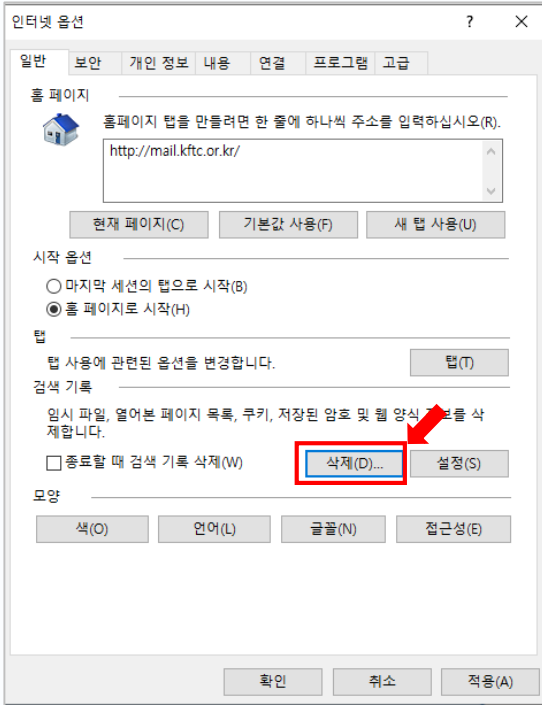 인터넷 옵션 ? ×
일반 보안 개인 정보 내용 연결 프로그램 고급
홈 페이지
홈페이지 탭을 만들려면 한 줄에 하나씩 주소를 입력하십시오(R).
http://mail.kftc.or.kr/
현재 페이지(C) 기본값 사용(F) 새 탭 사용(U)
시작 옵션
마지막 세션의 탭으로 시작(B)
홈 페이지로 시작(H)
탭
탭 사용에 관련된 옵션을 변경합니다. 탭(T)
검색 기록
임시 파일, 열어본 페이지 목록, 쿠키, 저장된 암호 및 웹 양식 를 삭
제합니다.
종료할 때 검색 기록 삭제(W) 삭제(D)... 설정(S)
모양
색(O) 언어(L) 글꼴(N) 접근성(E)
확인 취소 적용(A)